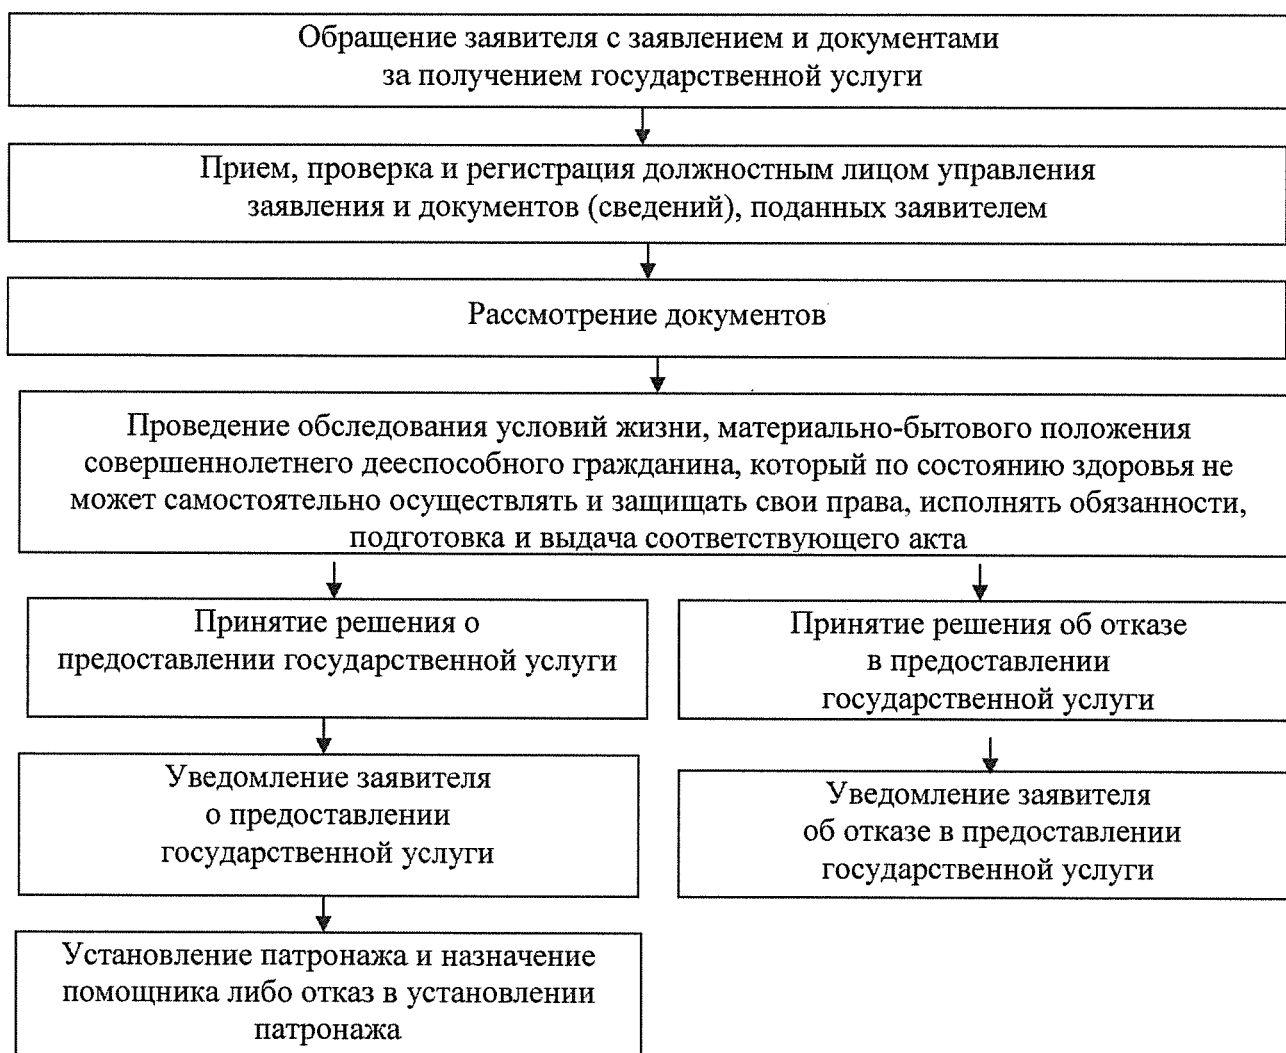 Обращение заявителя с заявлением и документами
за получением государственной услуги
Прием, проверка и регистрация должностным лицом управления
заявления и документов (сведений), поданных заявителем
Рассмотрение документов
Проведение обследования условий жизни, материально-бытового положения
совершеннолетнего дееспособного гражданина, который по состоянию здоровья не
может самостоятельно осуществлять и защищать свои права, исполнять обязанности,
подготовка и выдача соответствующего акта
Принятие решения о
предоставлении государственной услуги
Принятие решения об отказе
в предоставлении
государственной услуги
Уведомление заявителя
о предоставлении
государственной услуги
Уведомление заявителя
об отказе в предоставлении
государственной услуги
Установление патронажа и назначение
помощника либо отказ в установлении
патронажа